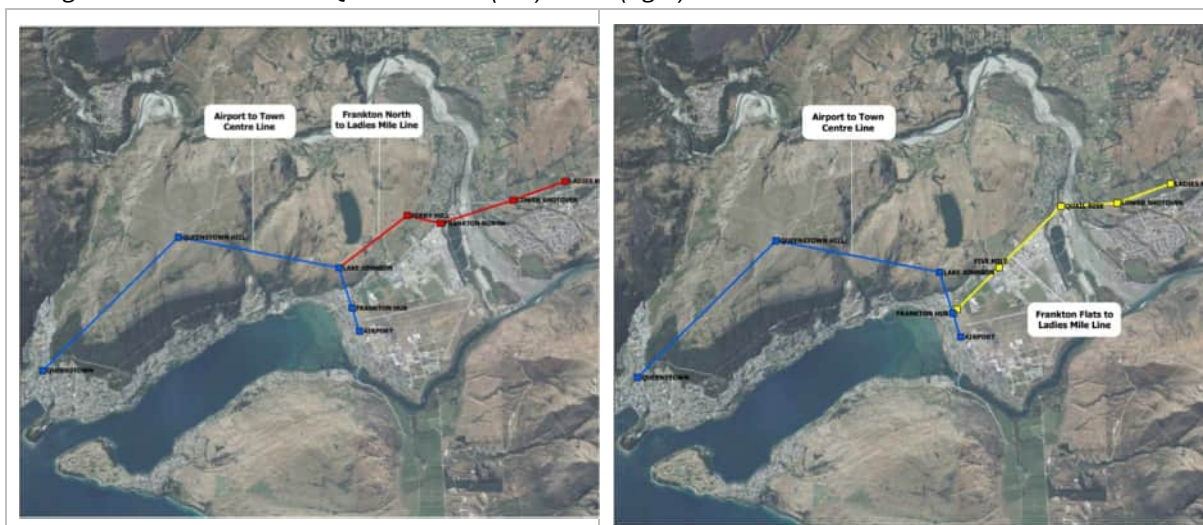 Airport to Town
Centre Line
Frankton North
to Ladies Mile Line
QUEENSTOWN HILL
FERRY HILL
FRANKTON NORTH
LOWER SHOTOVER
LAKE JOHNSON
FRANKTON HUB
AIRPORT
QUEENSTOWN
Airport to Town
Centre Line
QUEENSTOWN HILL
QUAIL RISE
LOWER SHOTOVER
FIVE MILE
LAKE JOHNSON
FRANKTON HUB
Frankton Flats to
Ladies Mile Line
AIRPORT
QUEENSTOWN